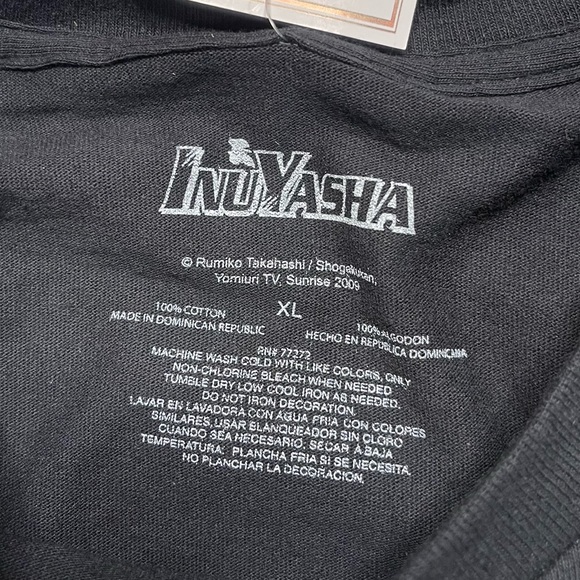 INUYASHA
© Rumiko Takahashi / Shogakukan,
Yomiuri TV, Sunrise 2009
XL
100% COTTON
MADE IN DOMINICAN REPUBLIC
100% ALGODON
HECHO EN REPÚBLICA DOMINICANA
RN# 77272
MACHINE WASH COLD WITH LIKE COLORS, ONLY
NON-CHLORINE BLEACH WHEN NEEDED
TUMBLE DRY LOW COOL IRON AS NEEDED.
DO NOT IRON DECORATION.
LAVAR EN LAVADORA CON AGUA FRIA CON COLORES
SIMILARES, USAR BLANQUEADOR SIN CLORO
CUANDO SEA NECESARIO. SECAR A BAJA
TEMPERATURA; PLANCHA FRIA SI SE NECESITA,
NO PLANCHAR LA DECORACION.